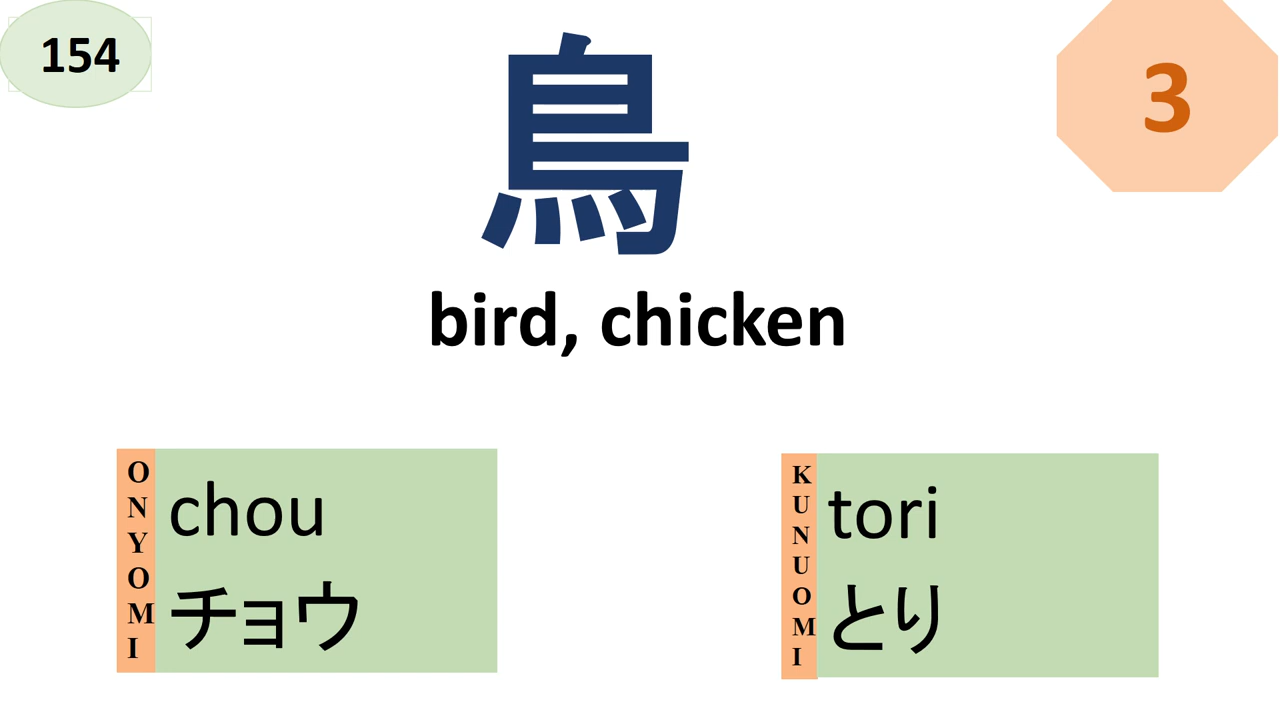 154
鳥
3
bird, chicken
ONYOMI
chou
チョウ
KUNUOMI
tori
とり